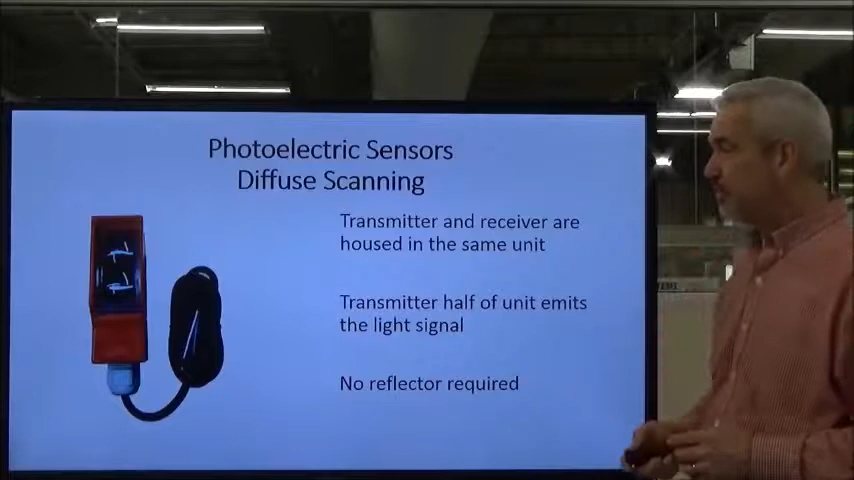 Photoelectric Sensors
Diffuse Scanning
Transmitter and receiver are
housed in the same unit
Transmitter half of unit emits
the light signal
No reflector required